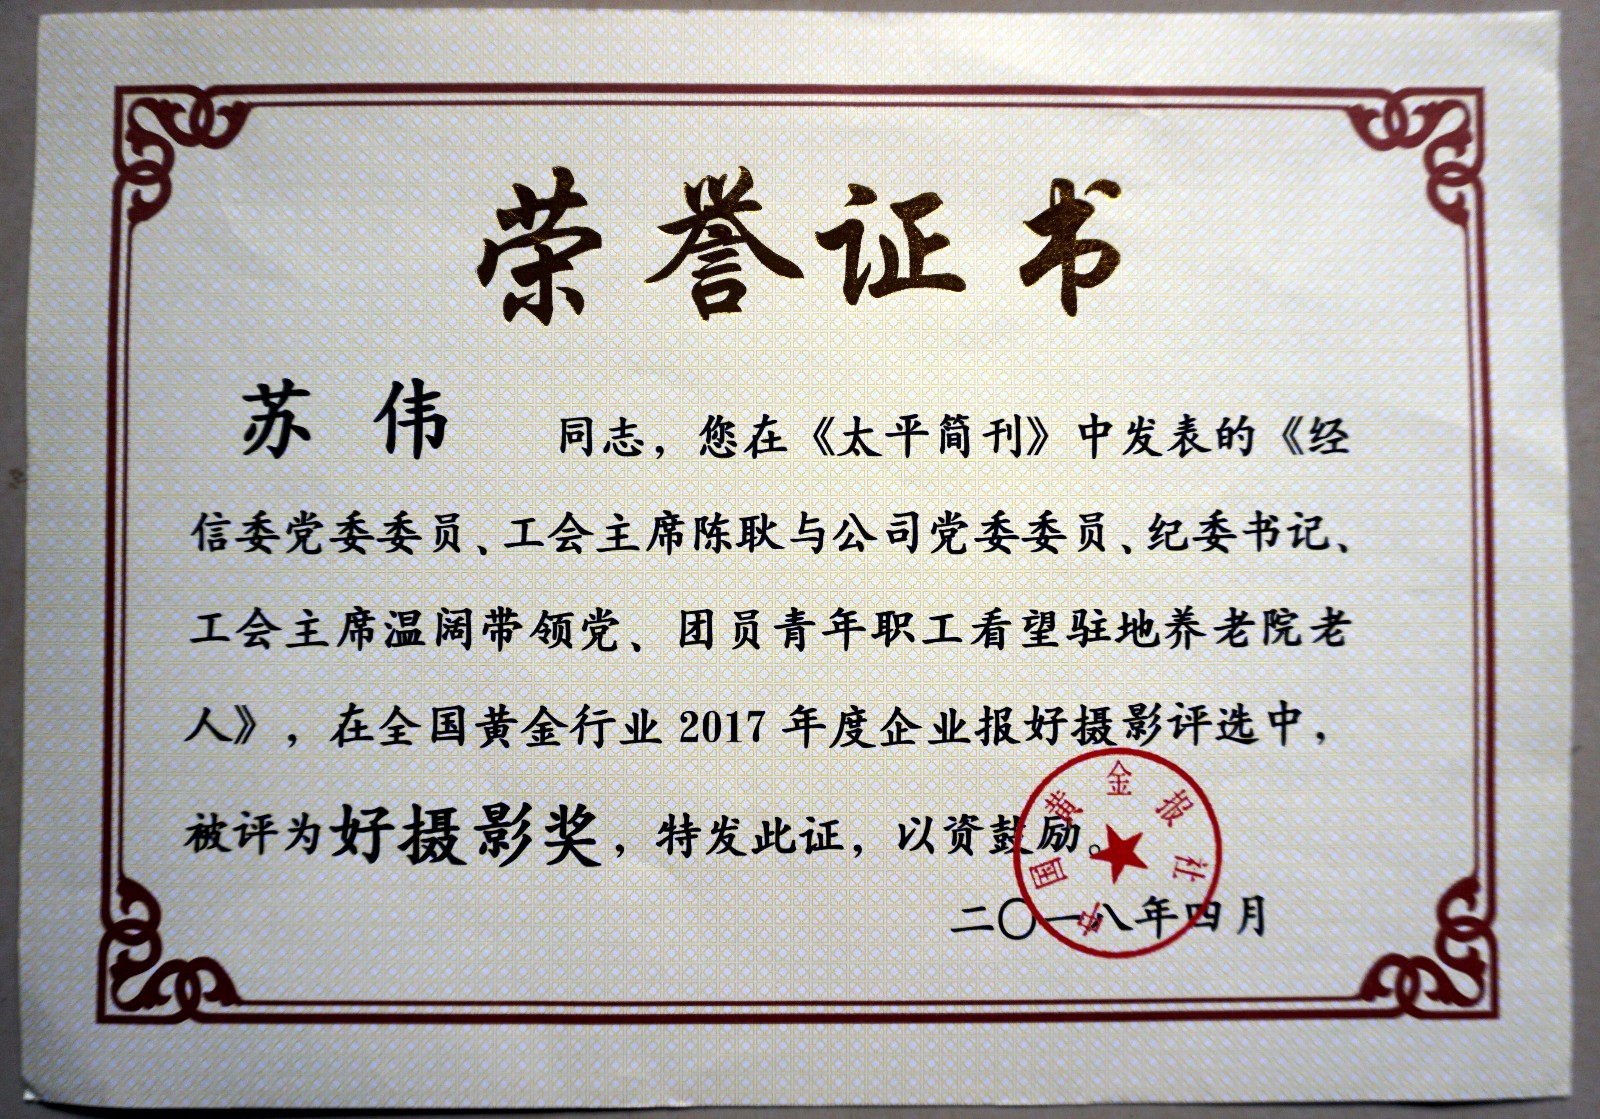 荣誉证书
苏 伟 同志，您在《太平简刊》中发表的《经
信委党委委员、工会主席陈耿与公司党委委员、纪委书记、
工会主席温阔带领党、团员青年职工看望驻地养老院老
人》，在全国黄金行业 2017 年度企业报好摄影评选中，
被评为好摄影奖，特发此证，以资鼓励。
中国黄金报社
二〇一八年四月